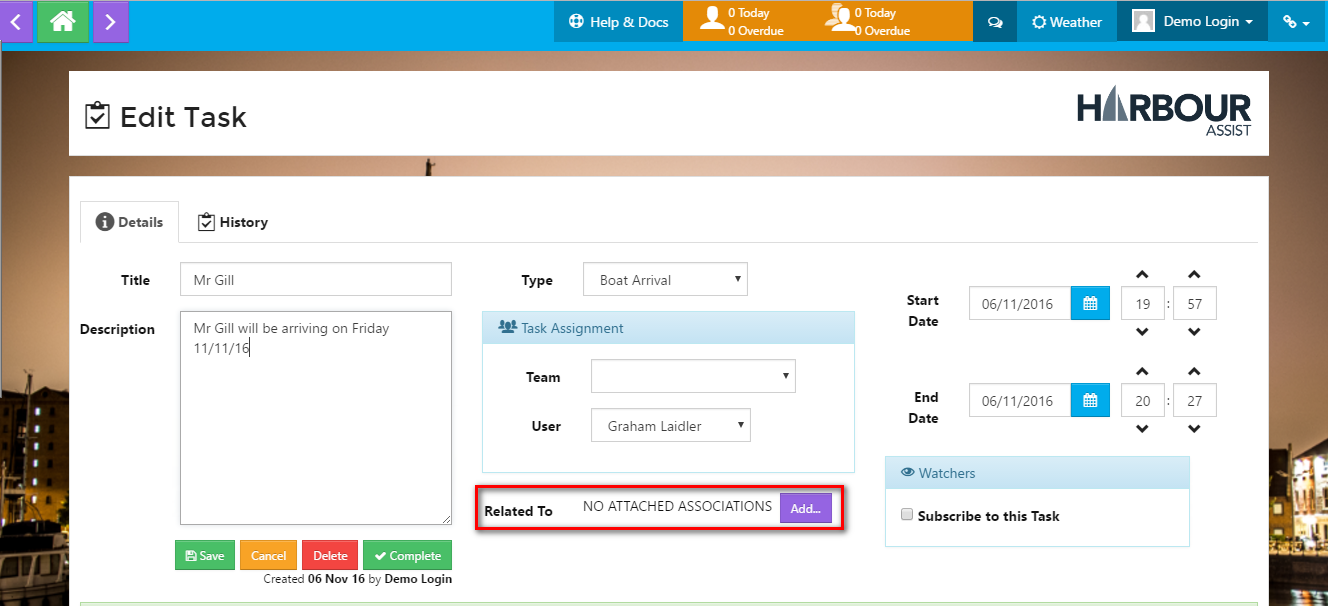 Help & Docs
0 Today
0 Overdue
0 Today
0 Overdue
Weather
Demo Login
Edit Task
HARBOUR
ASSIST
Details
History
Title
Mr Gill
Type
Boat Arrival
Start
Date
06/11/2016
19 : 57
Description
Mr Gill will be arriving on Friday
11/11/16
Task Assignment
Team
User
Graham Laidler
End
Date
06/11/2016
20 : 27
Watchers
Subscribe to this Task
Related To
NO ATTACHED ASSOCIATIONS
Add...
Save
Cancel
Delete
Complete
Created 06 Nov 16 by Demo Login